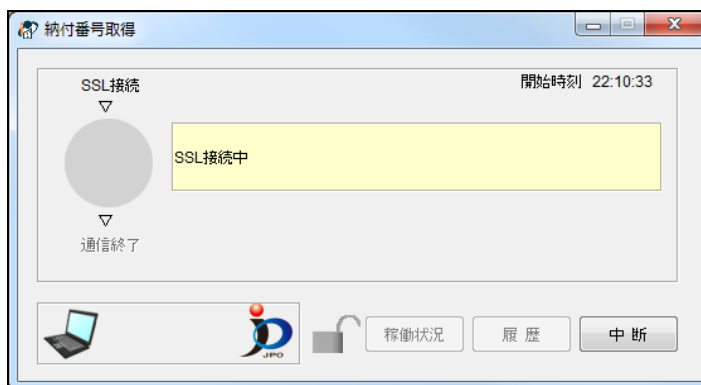 納付番号取得
SSL接続
開始時刻 22:10:33
▽
SSL接続中
▽
通信終了
JPO
稼働状況
履歴
中断